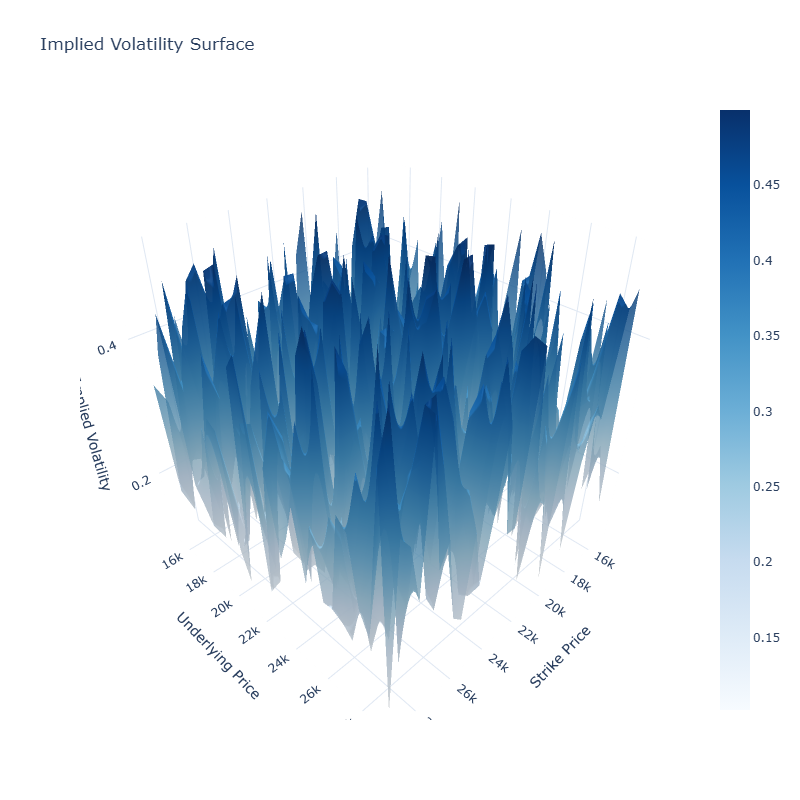 Implied Volatility Surface
0.45
0.4
0.35
0.3
0.25
0.2
0.15
0.4
0.2
Volatility
16k
18k
20k
22k
24k
26k
Underlying Price
16k
18k
20k
22k
24k
26k
Strike Price